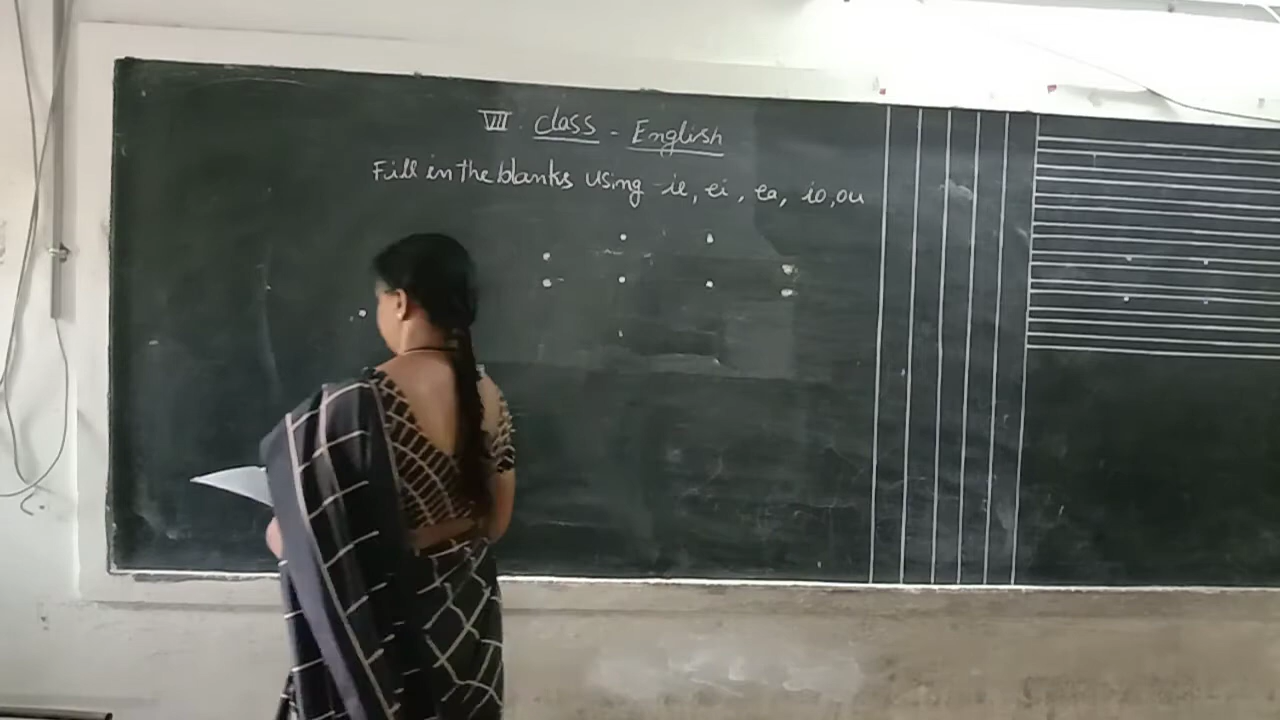 VII class - English
Fill in the blanks using -ie, ei, ea, io, ou